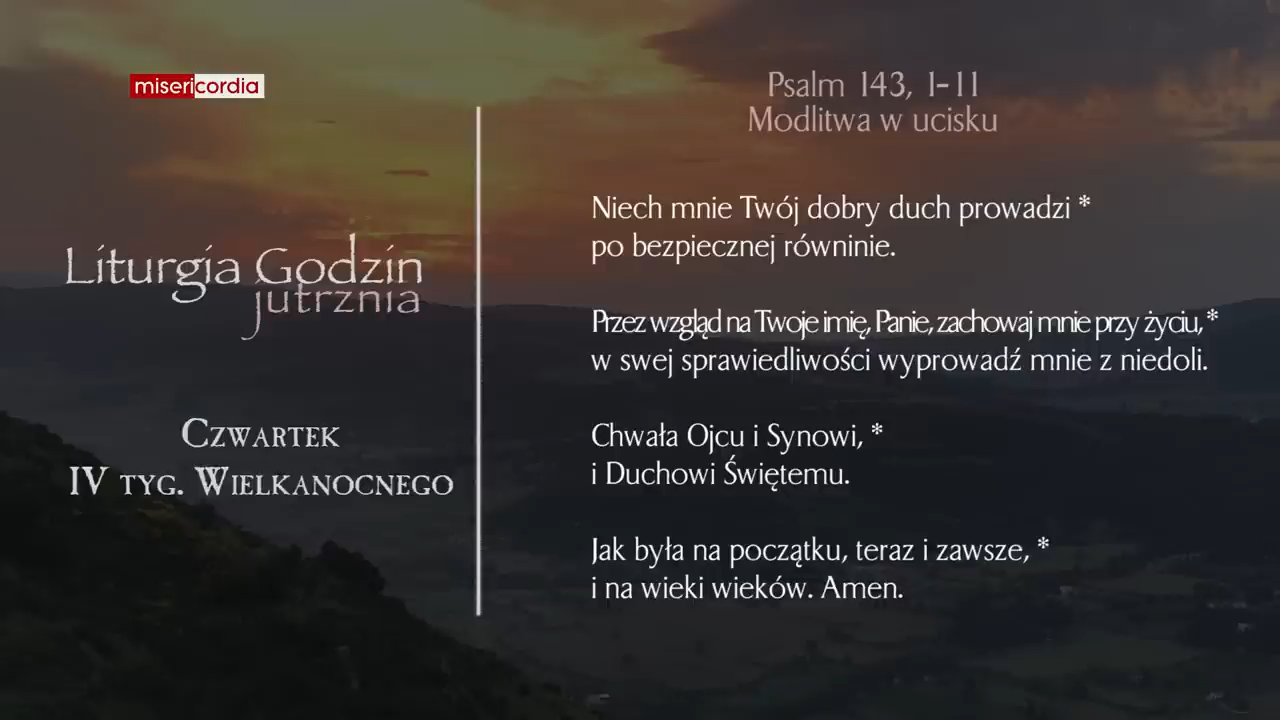 misericordia
Liturgia Godzin
jutrznia
Czwartek
IV tyg. Wielkanocnego
Psalm 143, 1-11
Modlitwa w ucisku
Niech mnie Twój dobry duch prowadzi *
po bezpiecznej równinie.
Przez wzgląd na Twoje imię, Panie, zachowaj mnie przy życiu, *
w swej sprawiedliwości wyprowadź mnie z niedoli.
Chwała Ojcu i Synowi, *
i Duchowi Świętemu.
Jak była na początku, teraz i zawsze, *
i na wieki wieków. Amen.